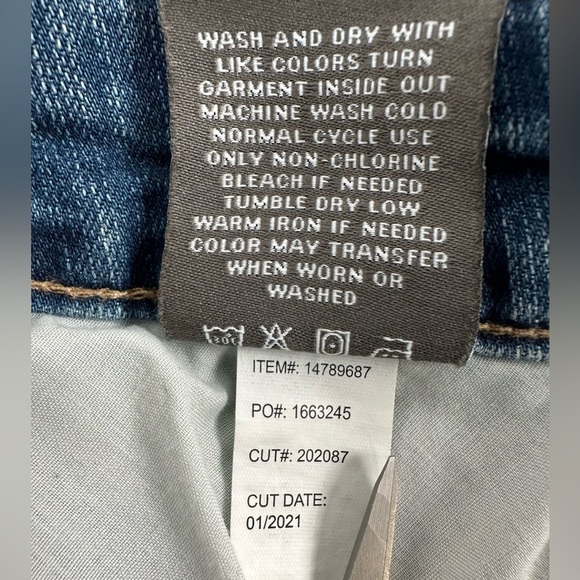 WASH AND DRY WITH
LIKE COLORS TURN
GARMENT INSIDE OUT
MACHINE WASH COLD
NORMAL CYCLE USE
ONLY NON-CHLORINE
BLEACH IF NEEDED
TUMBLE DRY LOW
WARM IRON IF NEEDED
COLOR MAY TRANSFER
WHEN WORN OR
WASHED
30C
ITEM#: 14789687
PO#: 1663245
CUT#: 202087
CUT DATE:
01/2021